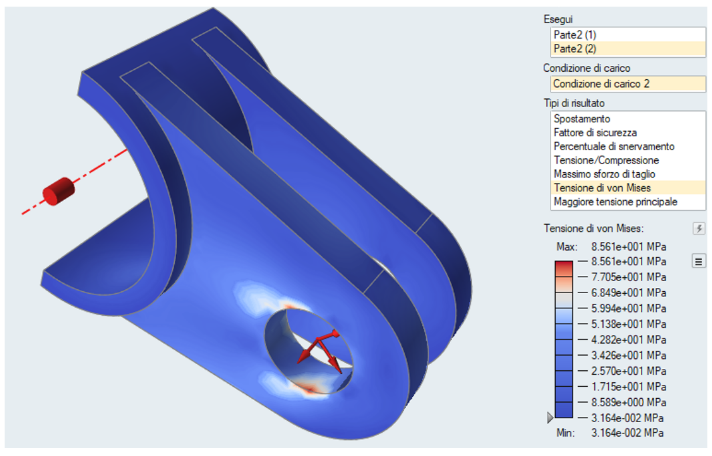 Esegui
Parte2 (1)
Parte2 (2)
Condizione di carico
Condizione di carico 2
Tipi di risultato
Spostamento
Fattore di sicurezza
Percentuale di snervamento
Tensione/Compressione
Massimo sforzo di taglio
Tensione di von Mises
Maggiore tensione principale
Tensione di von Mises:
Max: 8.561e+001 MPa
8.561e+001 MPa
7.705e+001 MPa
6.849e+001 MPa
5.994e+001 MPa
5.138e+001 MPa
4.282e+001 MPa
3.426e+001 MPa
2.570e+001 MPa
1.715e+001 MPa
8.589e+000 MPa
3.164e-002 MPa
Min: 3.164e-002 MPa